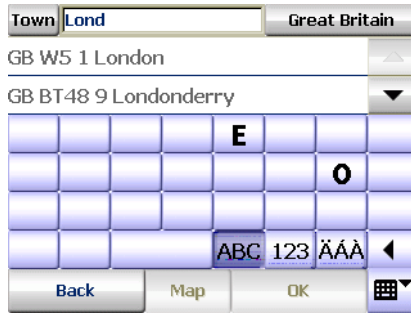 Town Lond Great Britain
GB W5 1 London
GB BT48 9 Londonderry
E
O
ABC 123 ÄÁÀ
Back Map OK